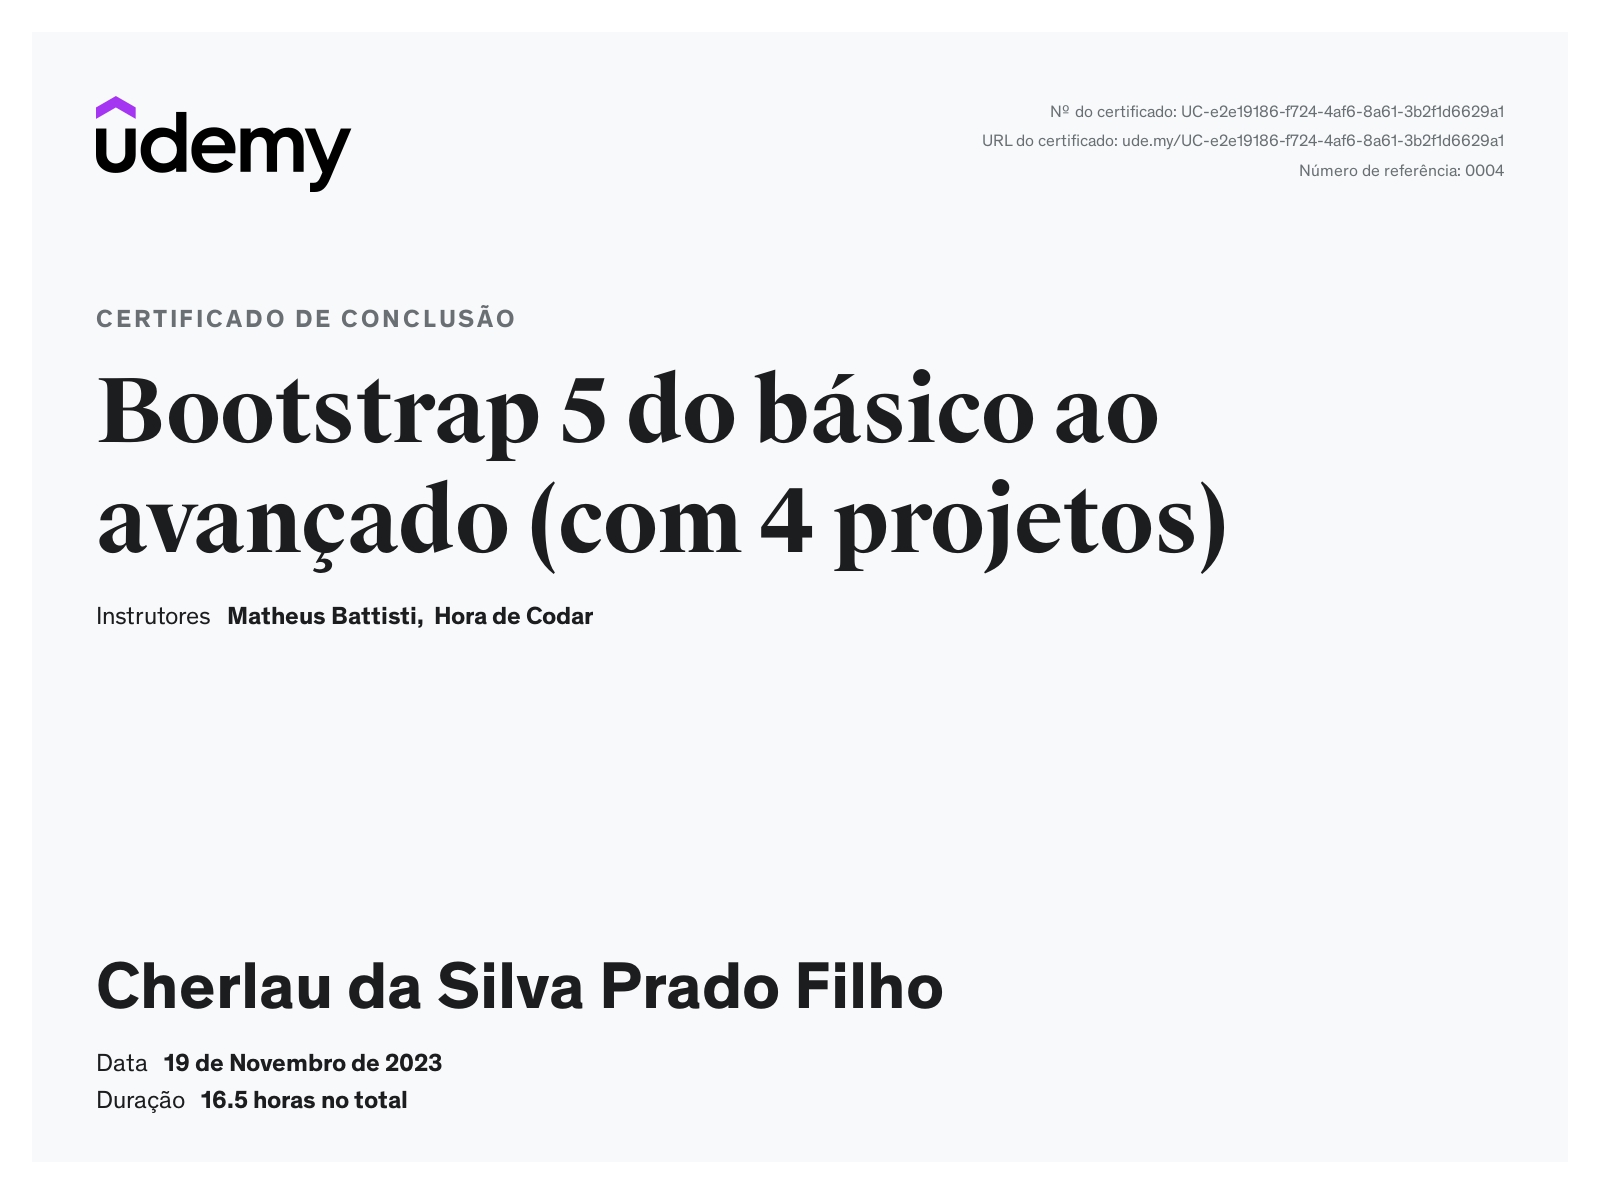 udemy
Nº do certificado: UC-e2e19186-f724-4af6-8a61-3b2f1d6629a1
URL do certificado: ude.my/UC-e2e19186-f724-4af6-8a61-3b2f1d6629a1
Número de referência: 0004
CERTIFICADO DE CONCLUSÃO
Bootstrap 5 do básico ao
avançado (com 4 projetos)
Instrutores Matheus Battisti, Hora de Codar
Cherlau da Silva Prado Filho
Data 19 de Novembro de 2023
Duração 16.5 horas no total